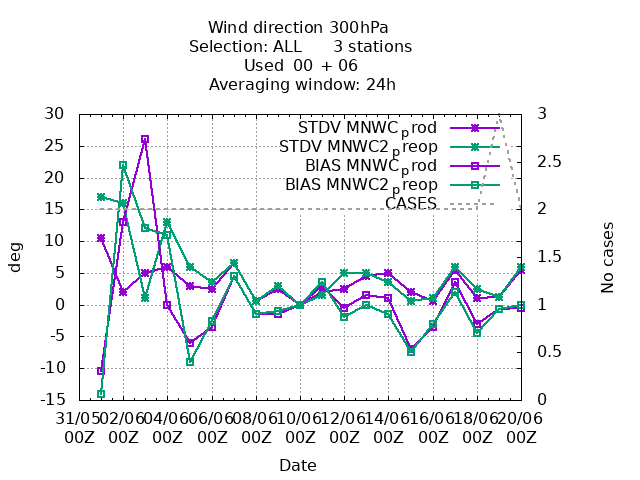 Wind direction 300hPa
Selection: ALL 3 stations
Used 00 + 06
Averaging window: 24h
STDV MNWC_prod
STDV MNWC2_preop
BIAS MNWC_prod
BIAS MNWC2_preop
CASES
30
25
20
15
10
5
0
-5
-10
-15
deg
3
2.5
2
1.5
1
0.5
0
No cases
31/05 02/06 04/06 06/06 08/06 10/06 12/06 14/06 16/06 18/06 20/06
00Z 00Z 00Z 00Z 00Z 00Z 00Z 00Z 00Z 00Z 00Z
Date